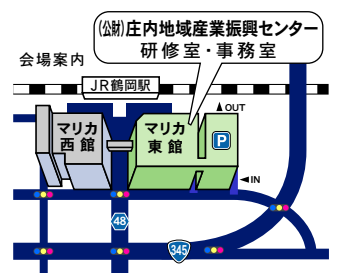 (公財)庄内地域産業振興センター
研修室・事務室
会場案内
JR鶴岡駅
OUT
マリカ
西館
マリカ
東館
P
IN
48
345